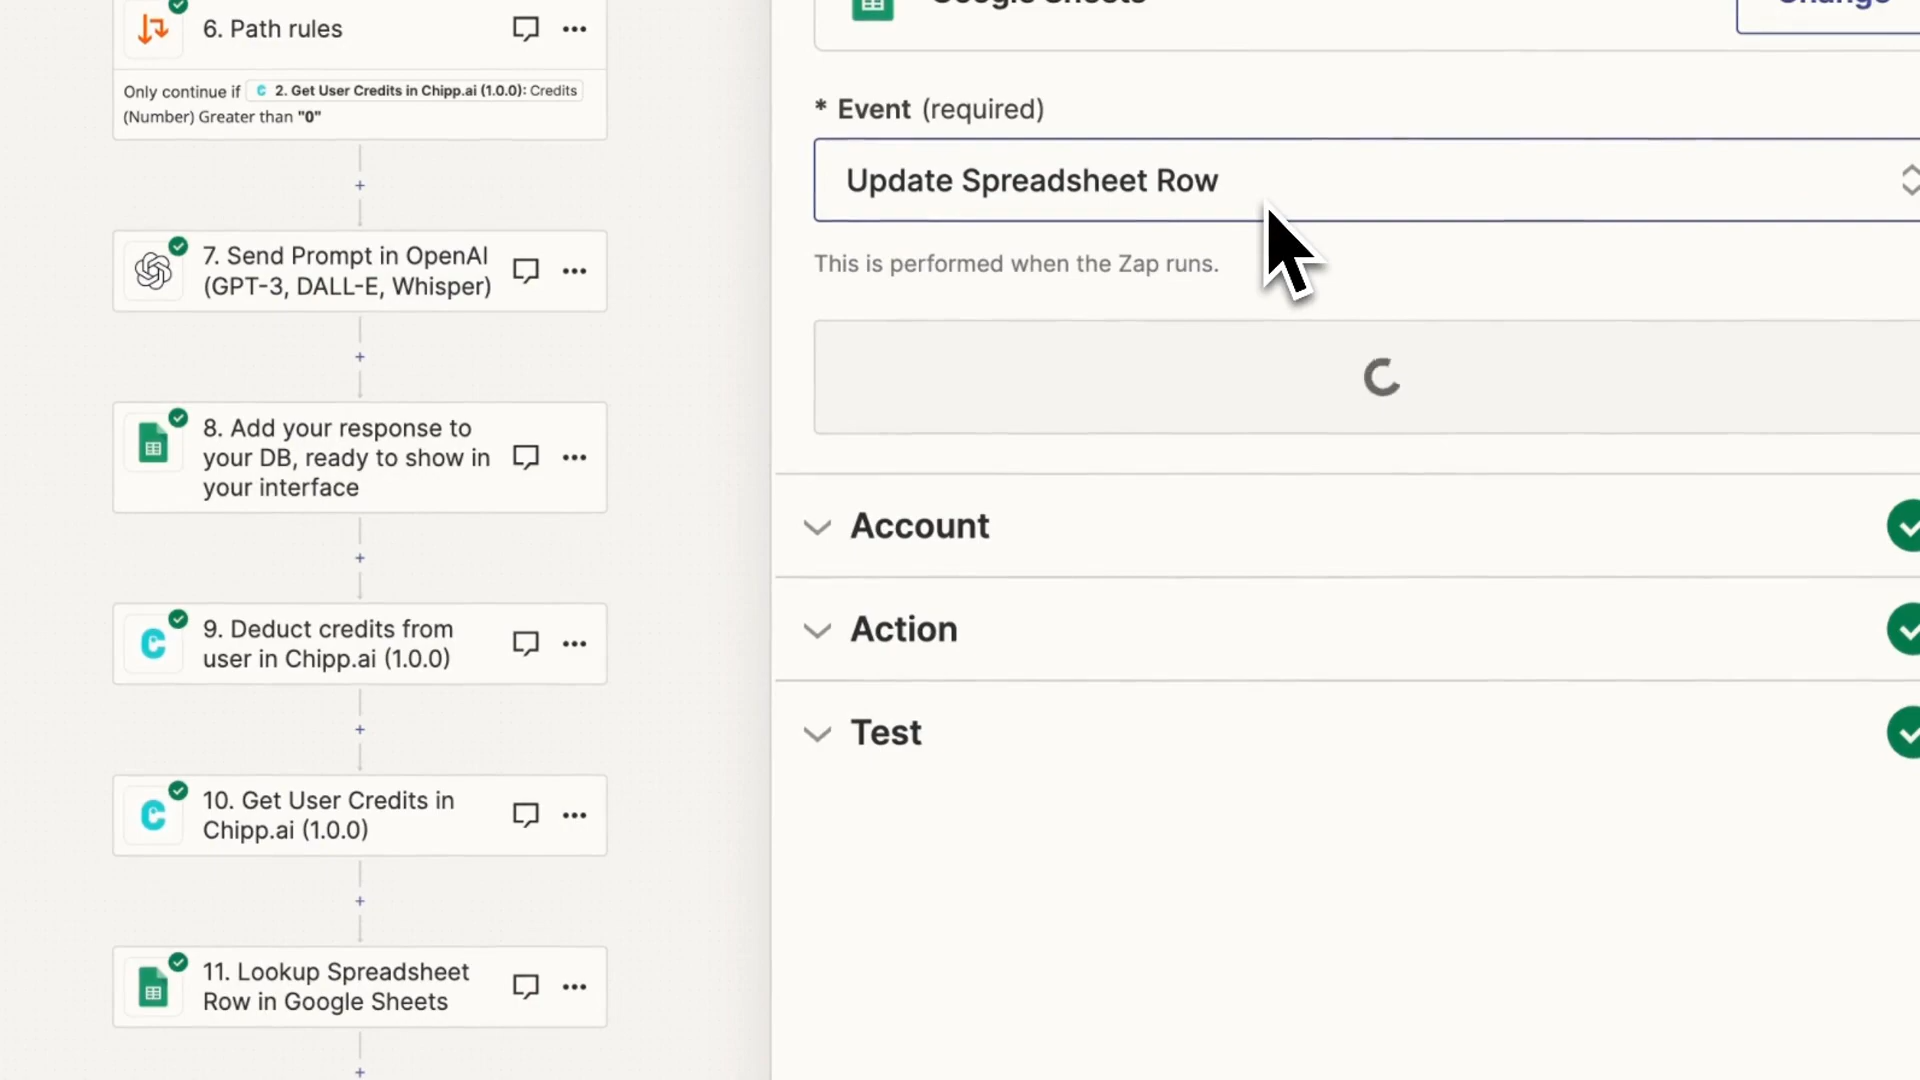 6. Path rules
Only continue if 2. Get User Credits in Chipp.ai (1.0.0): Credits
(Number) Greater than "0"
7. Send Prompt in OpenAI
(GPT-3, DALL-E, Whisper)
8. Add your response to
your DB, ready to show in
your interface
9. Deduct credits from
user in Chipp.ai (1.0.0)
10. Get User Credits in
Chipp.ai (1.0.0)
11. Lookup Spreadsheet
Row in Google Sheets
Google Sheets
Change
* Event (required)
Update Spreadsheet Row
This is performed when the Zap runs.
Account
Action
Test